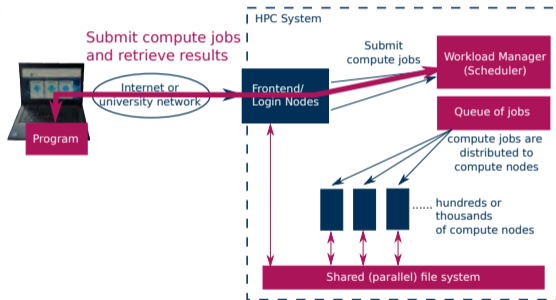 HPC System
Submit compute jobs
and retrieve results
Submit
compute jobs
Workload Manager
(Scheduler)
Internet or
university network
Frontend/
Login Nodes
Queue of jobs
Program
compute jobs are
distributed to
compute nodes
...... hundreds or
thousands
of compute nodes
Shared (parallel) file system